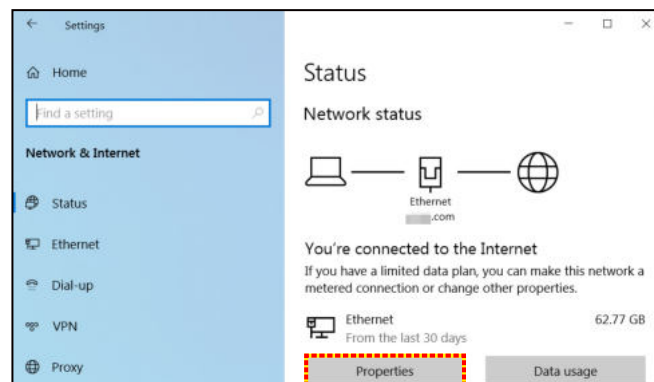 Settings
Home
Find a setting
Network & Internet
Status
Ethernet
Dial-up
VPN
Proxy
Status
Network status
Ethernet
.com
You're connected to the Internet
If you have a limited data plan, you can make this network a
metered connection or change other properties.
Ethernet 62.77 GB
From the last 30 days
Properties Data usage